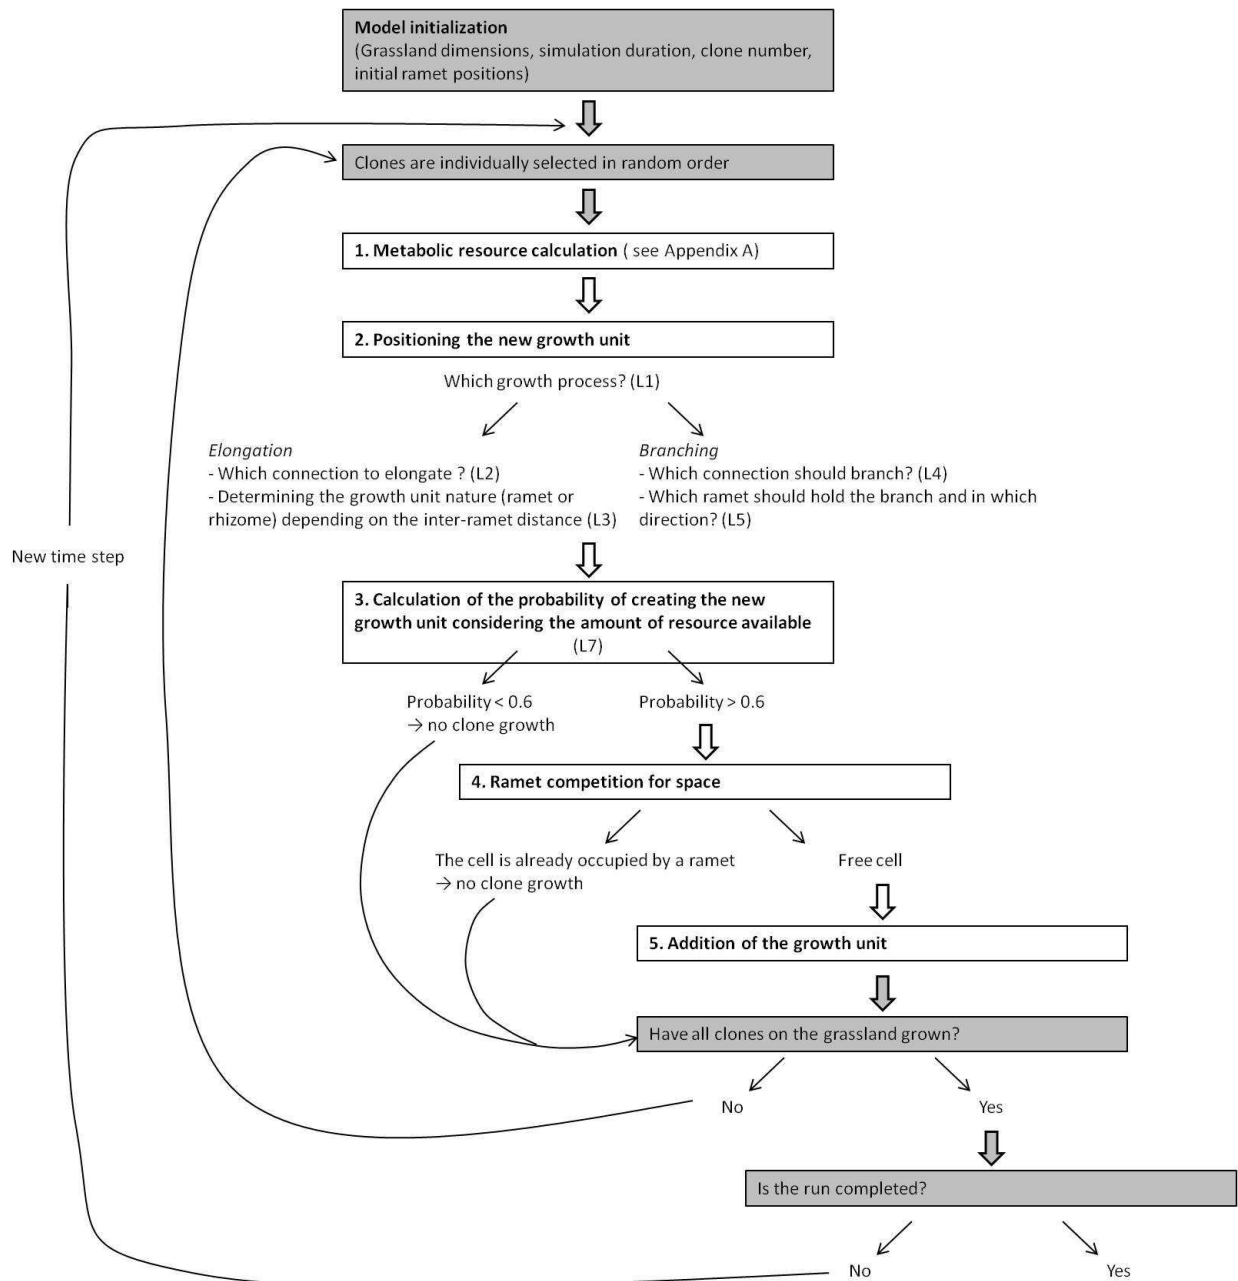 Model initialization
(Grassland dimensions, simulation duration, clone number,
initial ramet positions)
Clones are individually selected in random order
1. Metabolic resource calculation ( see Appendix A)
2. Positioning the new growth unit
Which growth process? (L1)
Elongation
- Which connection to elongate ? (L2)
- Determining the growth unit nature (ramet or
rhizome) depending on the inter-ramet distance (L3)
Branching
- Which connection should branch? (L4)
- Which ramet should hold the branch and in which
direction? (L5)
New time step
3. Calculation of the probability of creating the new
growth unit considering the amount of resource available
(L7)
Probability < 0.6
→ no clone growth
Probability > 0.6
4. Ramet competition for space
The cell is already occupied by a ramet
→ no clone growth
Free cell
5. Addition of the growth unit
Have all clones on the grassland grown?
No
Yes
Is the run completed?
No
Yes